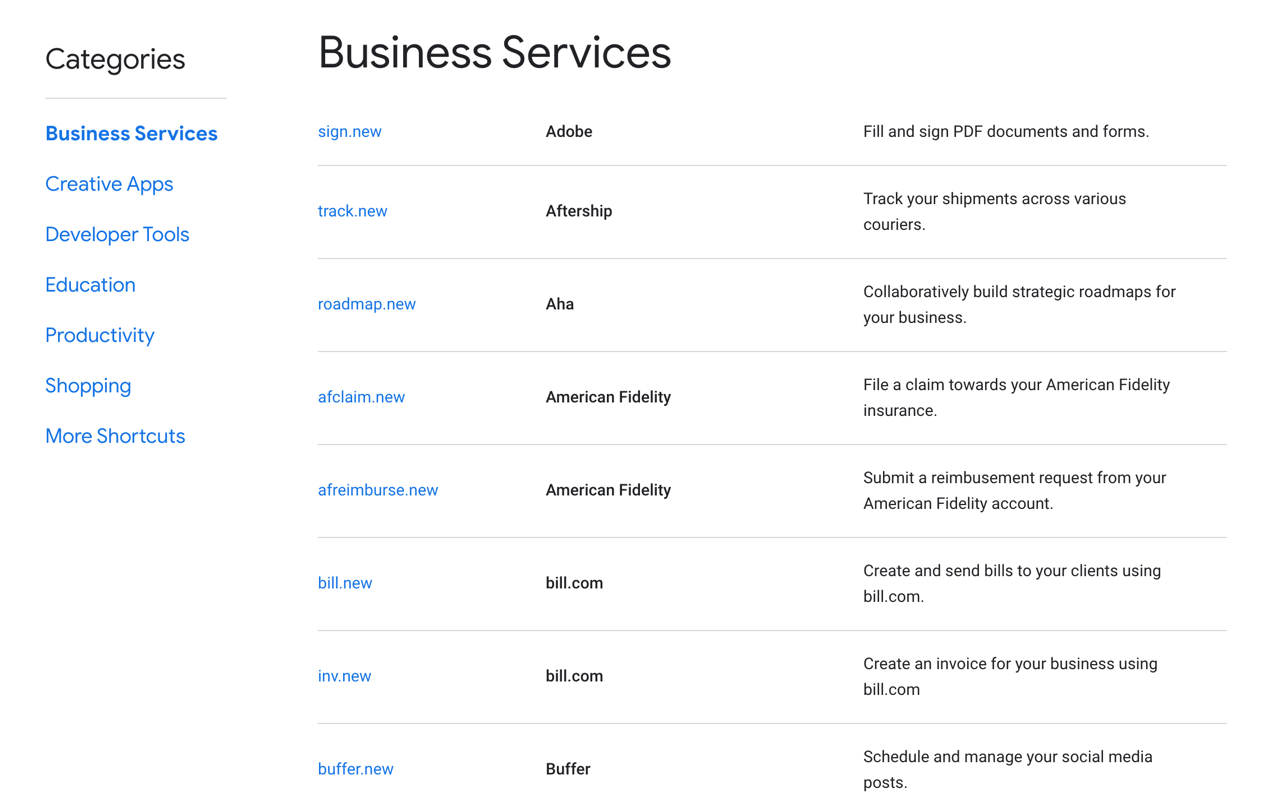 Categories
Business Services
Creative Apps
Developer Tools
Education
Productivity
Shopping
More Shortcuts
Business Services
sign.new Adobe Fill and sign PDF documents and forms.
track.new Aftership Track your shipments across various
couriers.
roadmap.new Aha Collaboratively build strategic roadmaps for
your business.
afclaim.new American Fidelity File a claim towards your American Fidelity
insurance.
afreimburse.new American Fidelity Submit a reimbusement request from your
American Fidelity account.
bill.new bill.com Create and send bills to your clients using
bill.com.
inv.new bill.com Create an invoice for your business using
bill.com
buffer.new Buffer Schedule and manage your social media
posts.